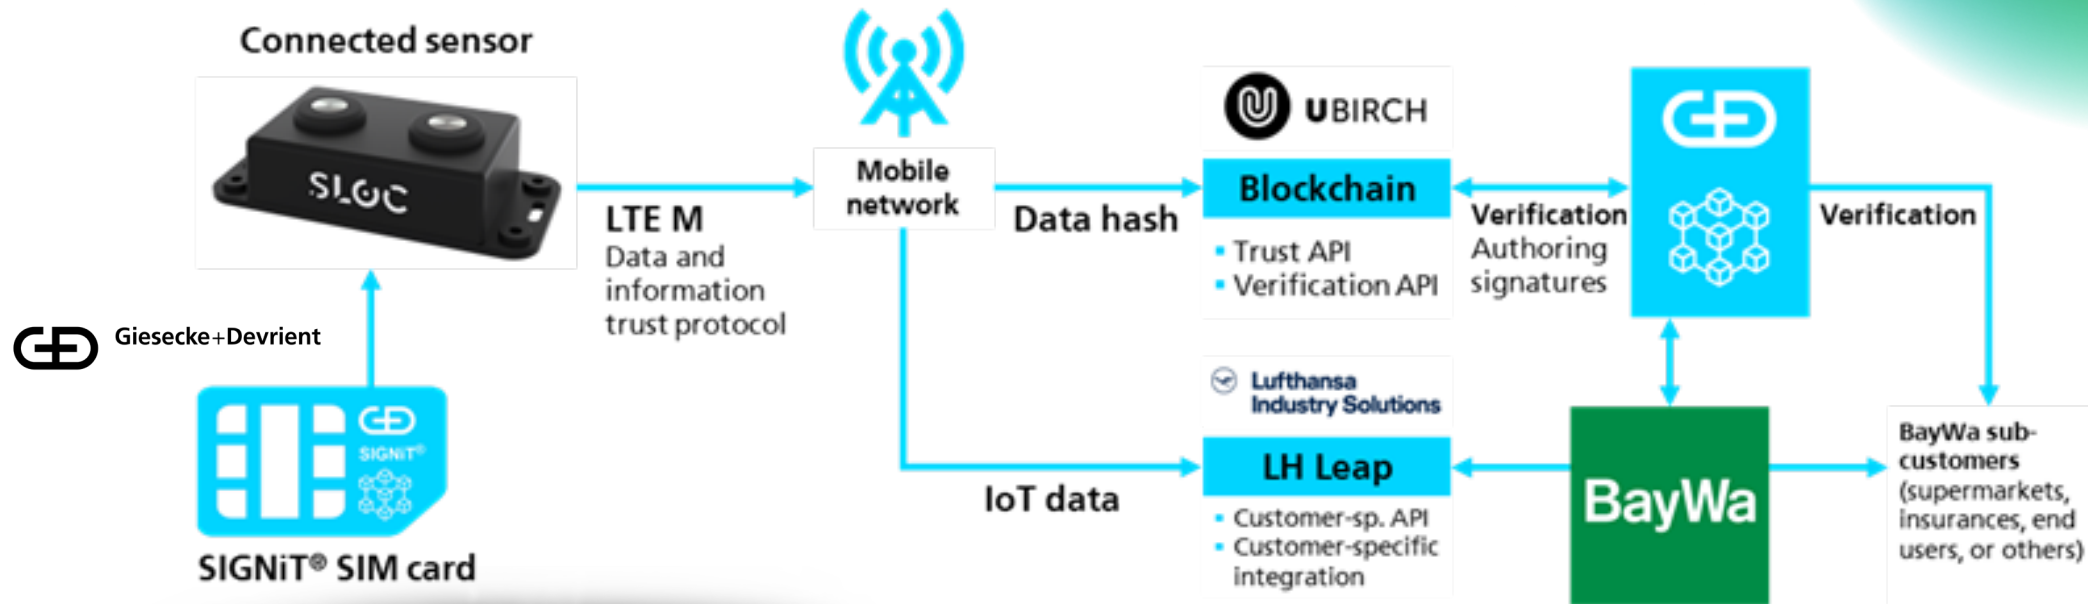 Connected sensor
SLOC
LTE M
Data and
information
trust protocol
Giesecke+Devrient
SIGNiT®
SIGNiT® SIM card
Mobile
network
Data hash
IoT data
UBIRCH
Blockchain
Trust API
Verification API
Lufthansa
Industry Solutions
LH Leap
Customer-sp. API
Customer-specific
integration
Verification
Authoring
signatures
Verification
BayWa
BayWa sub-
customers
(supermarkets,
insurances, end
users, or others)